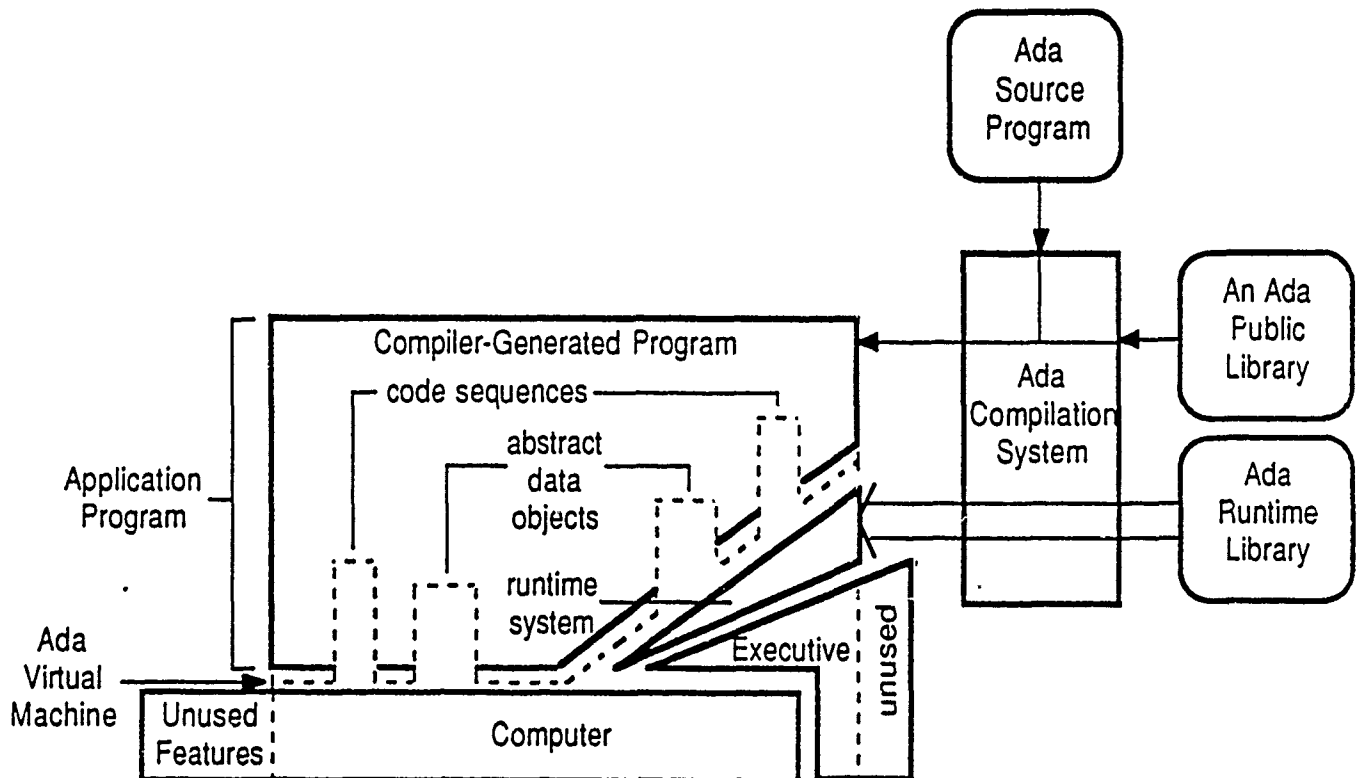 Ada
Source
Program
An Ada
Public
Library
Compiler-Generated Program
code sequences
Ada
Compilation
System
abstract
data
objects
Application
Program
Ada
Runtime
Library
runtime
system
Executive
unused
Ada
Virtual
Machine
Unused
Features
Computer